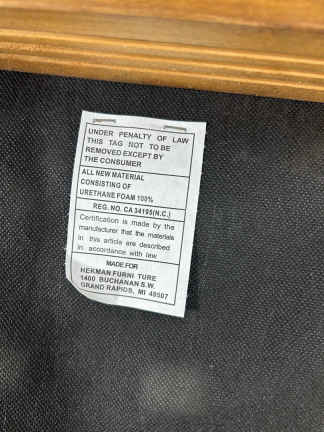 UNDER PENALTY OF LAW
THIS TAG NOT TO BE
REMOVED EXCEPT BY
THE CONSUMER
ALL NEW MATERIAL
CONSISTING OF
URETHANE FOAM 100%
REG. NO. CA 34195(N.C.)
Certification is made by the
manufacturer that the materials
in this article are described
in accordance with law
MADE FOR
HEKMAN FURNI TURE
1400 BUCHANAN S.W.
GRAND RAPIDS, MI 49507